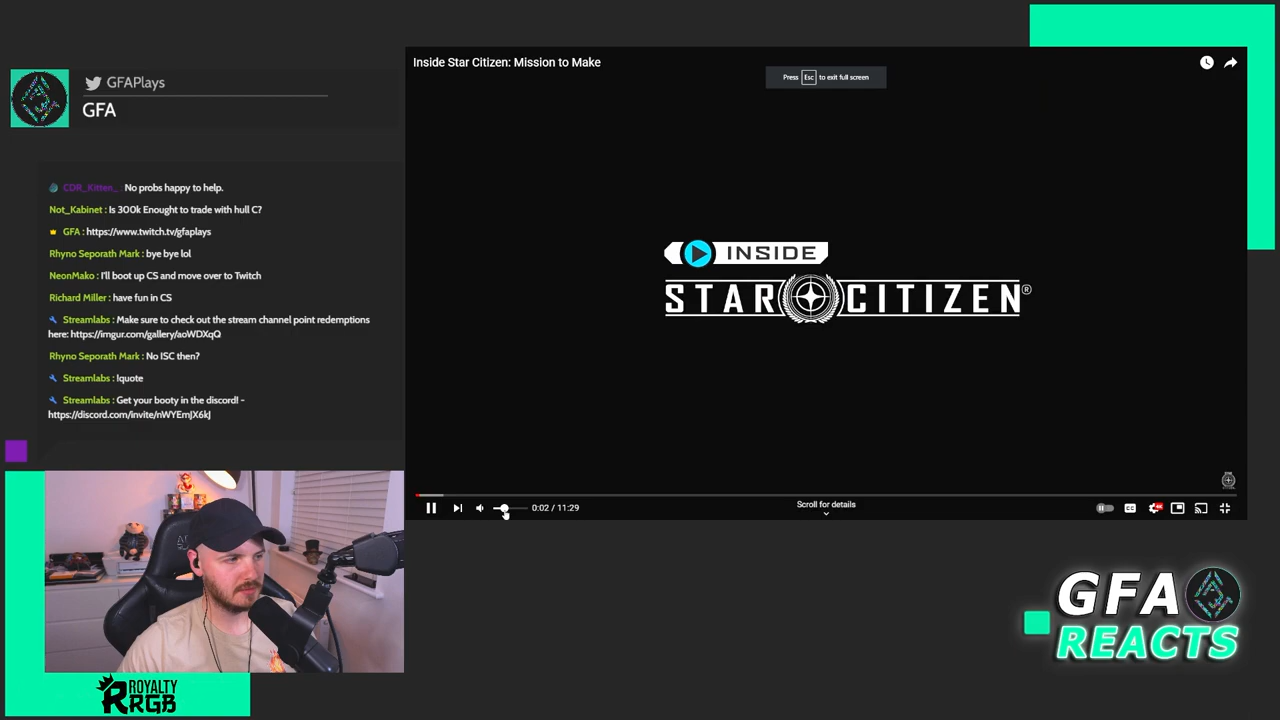 GFAPlays
GFA
CDR_Kitten_ : No probs happy to help.
Not_Kabinet : Is 300k Enought to trade with hull C?
GFA : https://www.twitch.tv/gfaplays
Rhyno Seporath Mark : bye bye lol
NeonMako : I'll boot up CS and move over to Twitch
Richard Miller : have fun in CS
Streamlabs : Make sure to check out the stream channel point redemptions
here: https://imgur.com/gallery/aoWDXqQ
Rhyno Seporath Mark : No ISC then?
Streamlabs : !quote
Streamlabs : Get your booty in the discord! -
https://discord.com/invite/nWYEmJX6kJ
Inside Star Citizen: Mission to Make
Press Esc to exit full screen
INSIDE
STAR CITIZEN®
0:02 / 11:29
Scroll for details
CC
ROYALTY
RGB
GFA
REACTS